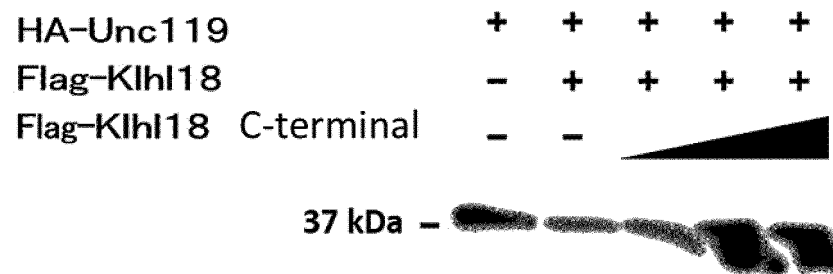 HA-Unc119 + + + + +
Flag-Klhl18 - + + + +
Flag-Klhl18 C-terminal - -
37 kDa -